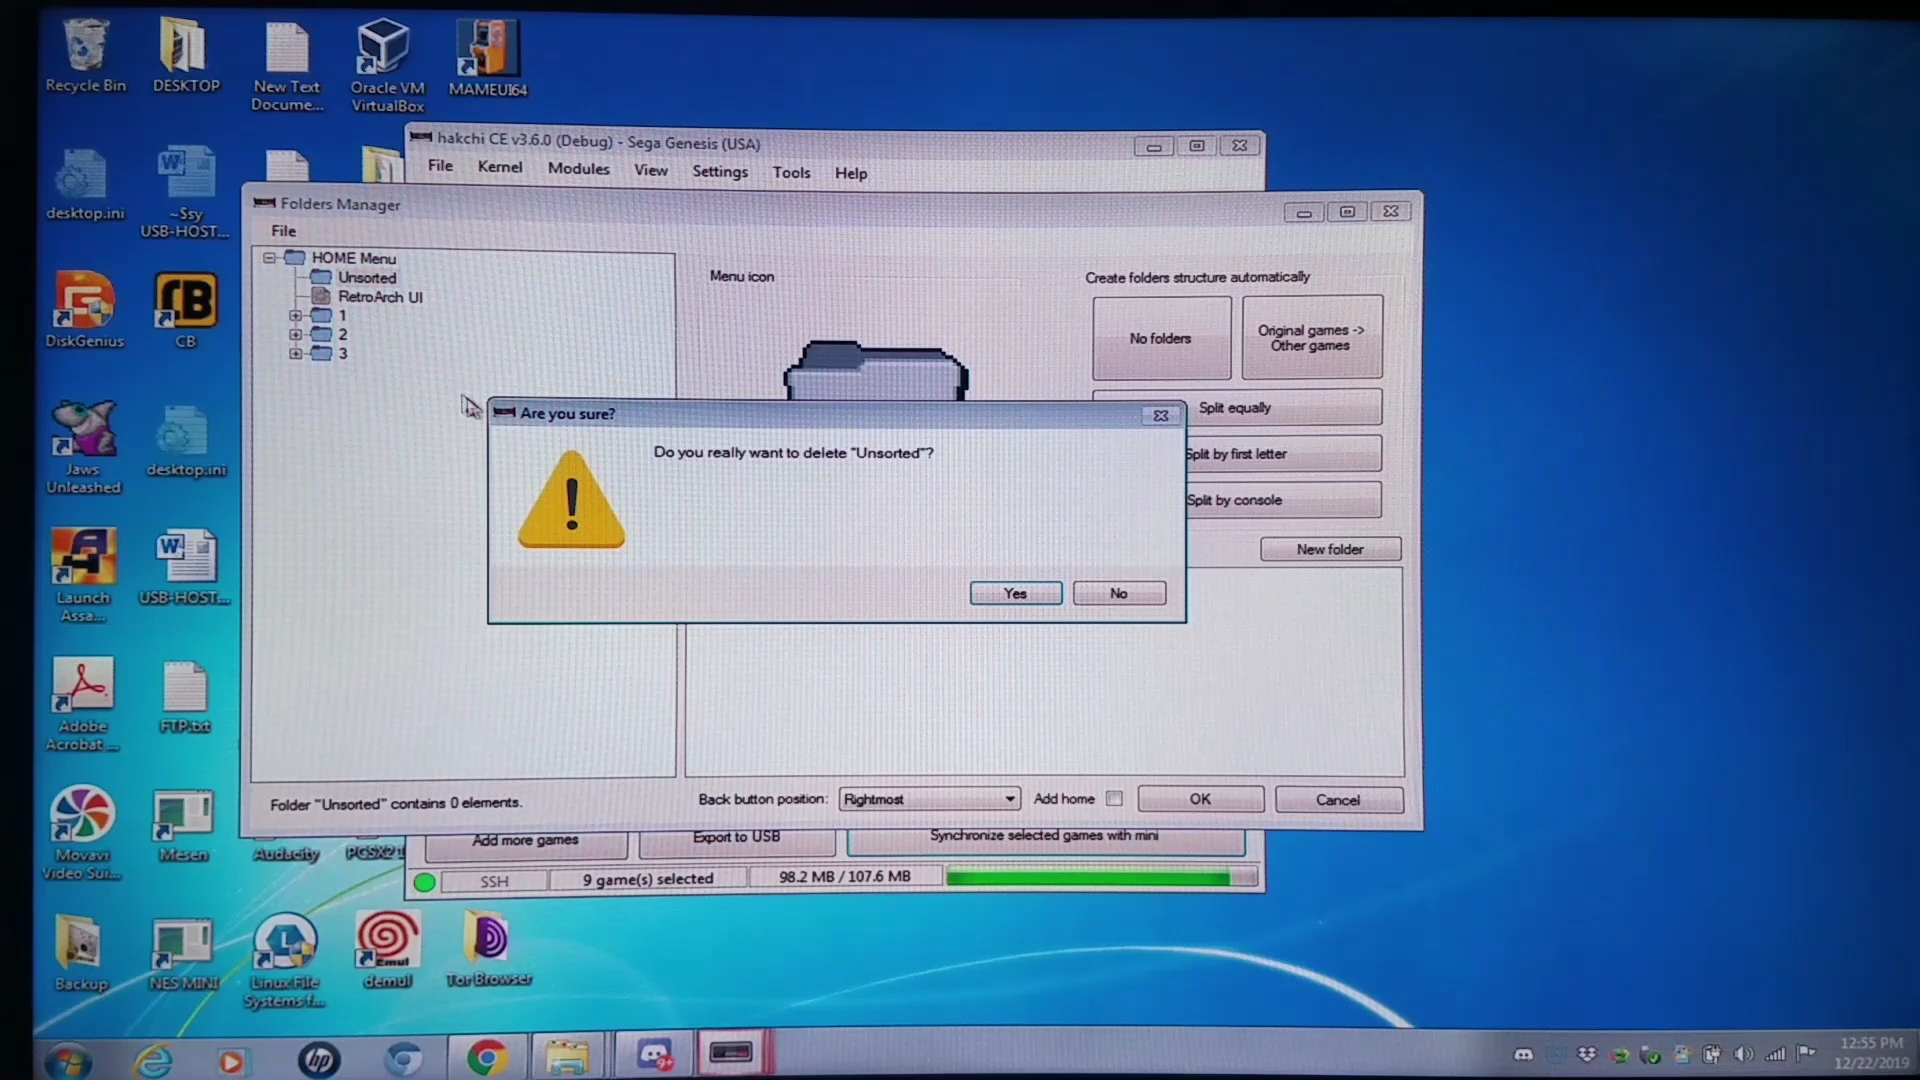 Recycle Bin
DESKTOP
New Text
Docume...
Oracle VM
VirtualBox
MAMEUI64
hakchi CE v3.6.0 (Debug) - Sega Genesis (USA)
File Kernel Modules View Settings Tools Help
desktop.ini
~$sy
USB-HOST...
Folders Manager
File
HOME Menu
Unsorted
RetroArch UI
1
2
3
Menu icon
Create folders structure automatically
No folders
Original games ->
Other games
Split equally
Split by first letter
Split by console
New folder
Are you sure?
Do you really want to delete "Unsorted"?
Yes No
DiskGenius
CB
Jaws
Unleashed
desktop.ini
Launch
Assa...
USB-HOST...
Adobe
Acrobat ...
FTP.txt
Folder "Unsorted" contains 0 elements.
Back button position: Rightmost Add home OK Cancel
Add more games Export to USB Synchronize selected games with mini
SSH 9 game(s) selected 98.2 MB / 107.6 MB
Movavi
Video Sui...
Mesen
Audacity
PCSX2 1
Backup
NES MINI
Linux File
Systems f...
Emul
demul
Tor Browser
hp
9+
12:55 PM
12/22/2019